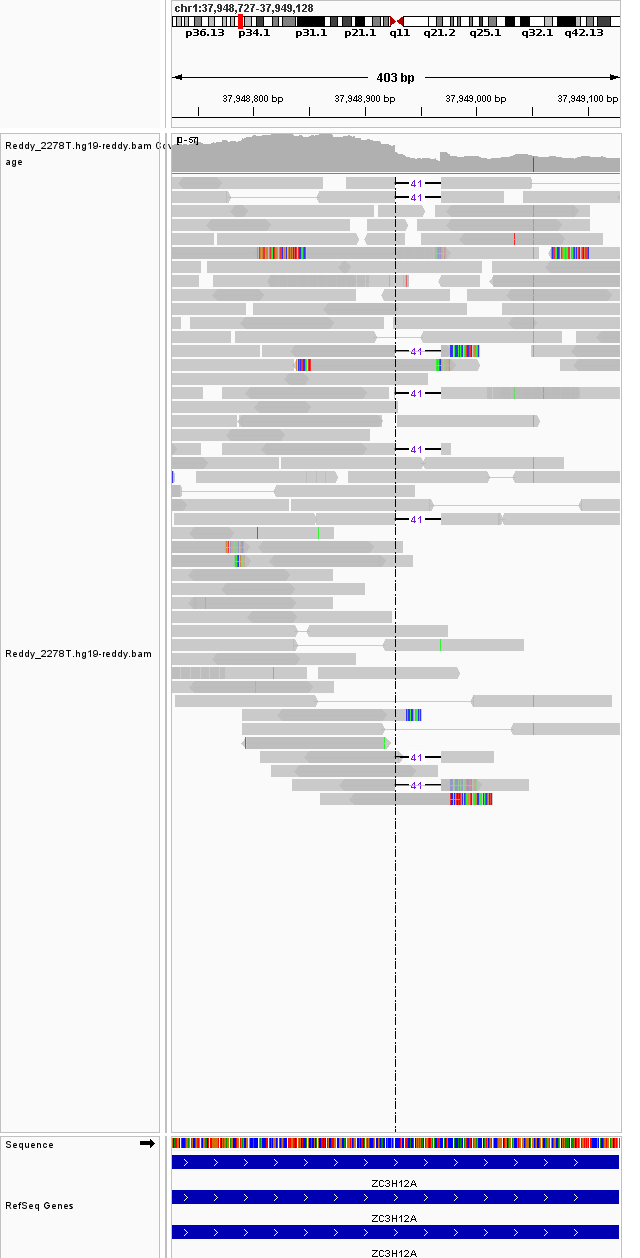 chr1:37,948,727-37,949,128
p36.13 p34.1 p31.1 p21.1 q11 q21.2 q25.1 q32.1 q42.13
403 bp
37,948,800 bp 37,948,900 bp 37,949,000 bp 37,949,100 bp
Reddy_2278T.hg19-reddy.bam Cov
age
[0 - 57]
41
41
41
41
41
41
Reddy_2278T.hg19-reddy.bam
41
41
Sequence
ZC3H12A
RefSeq Genes
ZC3H12A
ZC3H12A